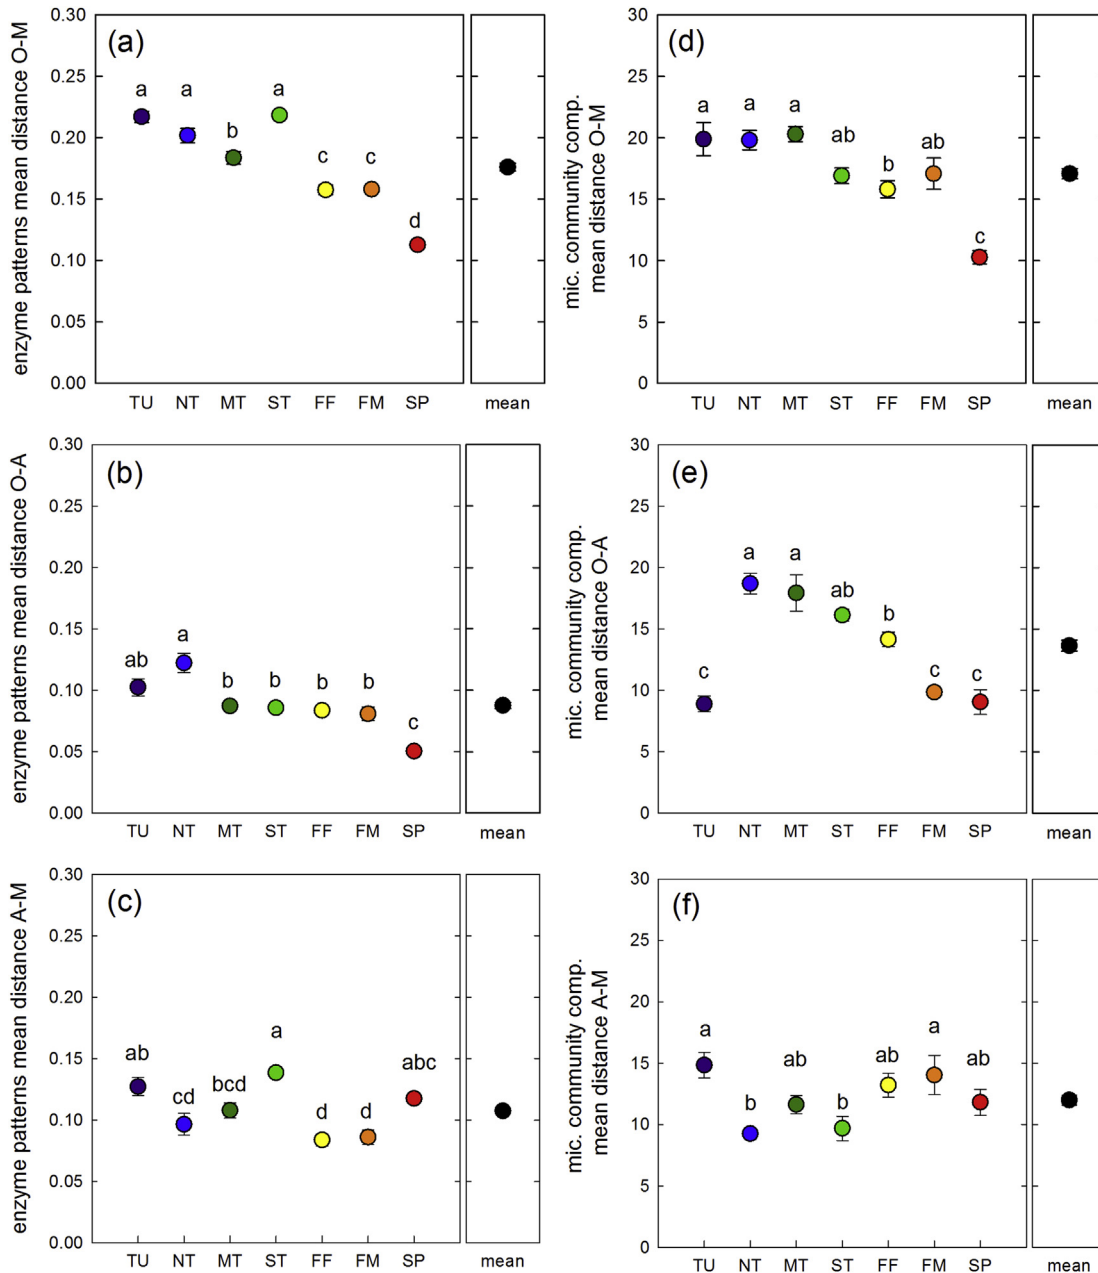 (a)
enzyme patterns mean distance O-M
0.30
0.25
0.20
0.15
0.10
0.05
0.00
a a b a c c d
TU NT MT ST FF FM SP mean
(d)
mic. community comp.
mean distance O-M
30
25
20
15
10
5
0
a a a ab b ab c
TU NT MT ST FF FM SP mean
(b)
enzyme patterns mean distance O-A
0.30
0.25
0.20
0.15
0.10
0.05
0.00
ab a b b b b c
TU NT MT ST FF FM SP mean
(e)
mic. community comp.
mean distance O-A
30
25
20
15
10
5
0
c a a ab b c c
TU NT MT ST FF FM SP mean
(c)
enzyme patterns mean distance A-M
0.30
0.25
0.20
0.15
0.10
0.05
0.00
ab cd bcd a d d abc
TU NT MT ST FF FM SP mean
(f)
mic. community comp.
mean distance A-M
30
25
20
15
10
5
0
a b ab b ab a ab
TU NT MT ST FF FM SP mean